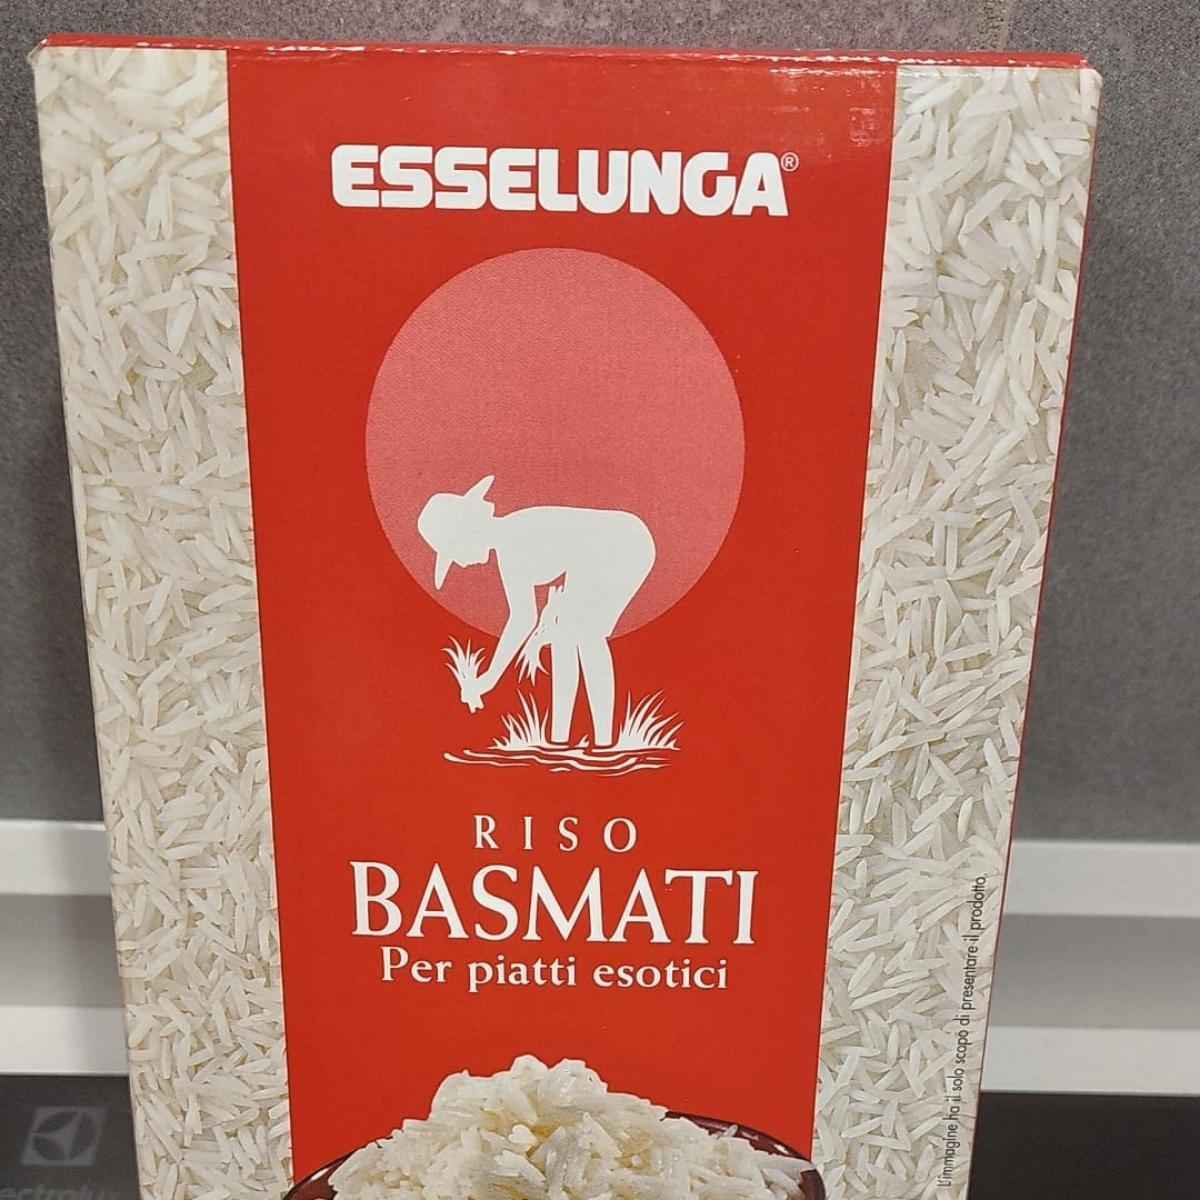 ESSELUNGA®
RISO
BASMATI
Per piatti esotici
L'immagine ha il solo scopo di presentare il prodotto.